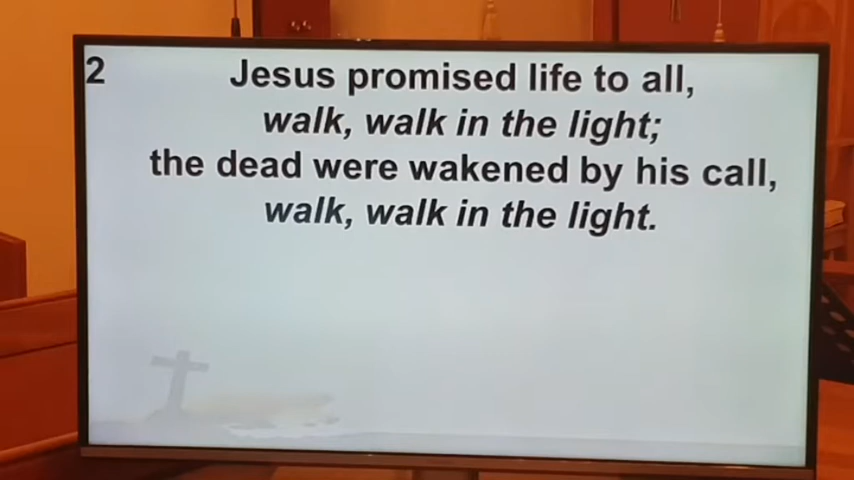 2
Jesus promised life to all,
walk, walk in the light;
the dead were wakened by his call,
walk, walk in the light.